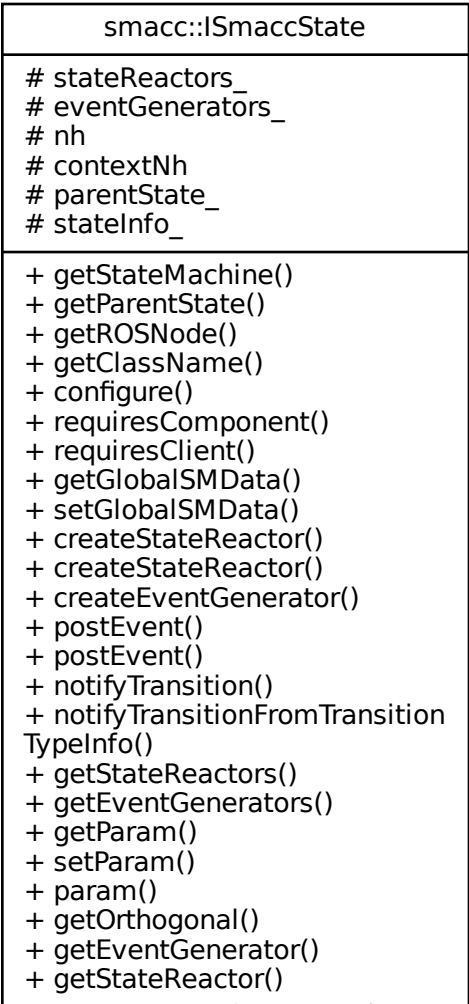 smacc::ISmaccState
# stateReactors_
# eventGenerators_
# nh
# contextNh
# parentState_
# stateInfo_
+ getStateMachine()
+ getParentState()
+ getROSNode()
+ getClassName()
+ configure()
+ requiresComponent()
+ requiresClient()
+ getGlobalSMData()
+ setGlobalSMData()
+ createStateReactor()
+ createStateReactor()
+ createEventGenerator()
+ postEvent()
+ postEvent()
+ notifyTransition()
+ notifyTransitionFromTransition
TypeInfo()
+ getStateReactors()
+ getEventGenerators()
+ getParam()
+ setParam()
+ param()
+ getOrthogonal()
+ getEventGenerator()
+ getStateReactor()